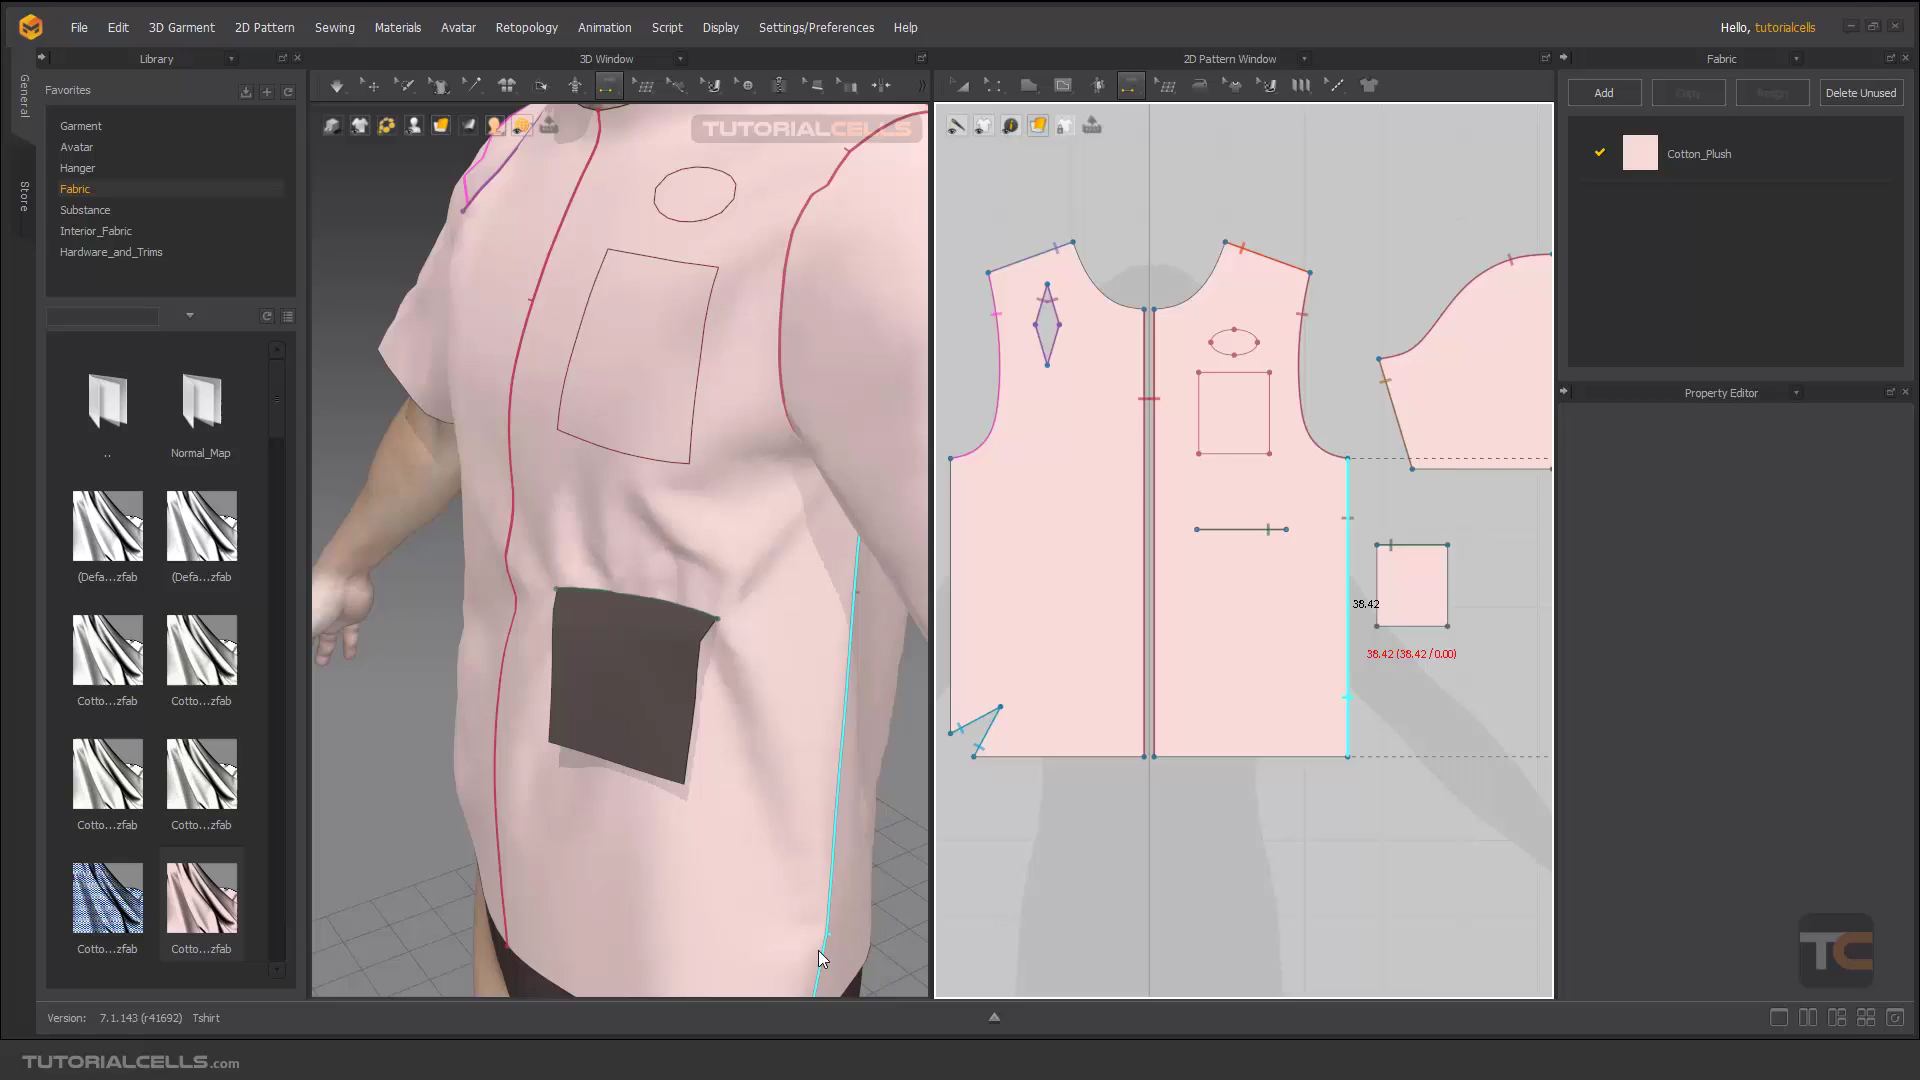 File Edit 3D Garment 2D Pattern Sewing Materials Avatar Retopology Animation Script Display Settings/Preferences Help
Hello, tutorialcells
Library
3D Window
2D Pattern Window
Fabric
General
Store
Favorites
Garment
Avatar
Hanger
Fabric
Substance
Interior_Fabric
Hardware_and_Trims
..
Normal_Map
(Defa...zfab
(Defa...zfab
Cotto...zfab
Cotto...zfab
Cotto...zfab
Cotto...zfab
Cotto...zfab
Cotto...zfab
TUTORIALCELLS
38.42
38.42 (38.42 / 0.00)
Add
Copy
Assign
Delete Unused
Cotton_Plush
Property Editor
TC
Version: 7.1.143 (r41692) Tshirt
TUTORIALCELLS.com